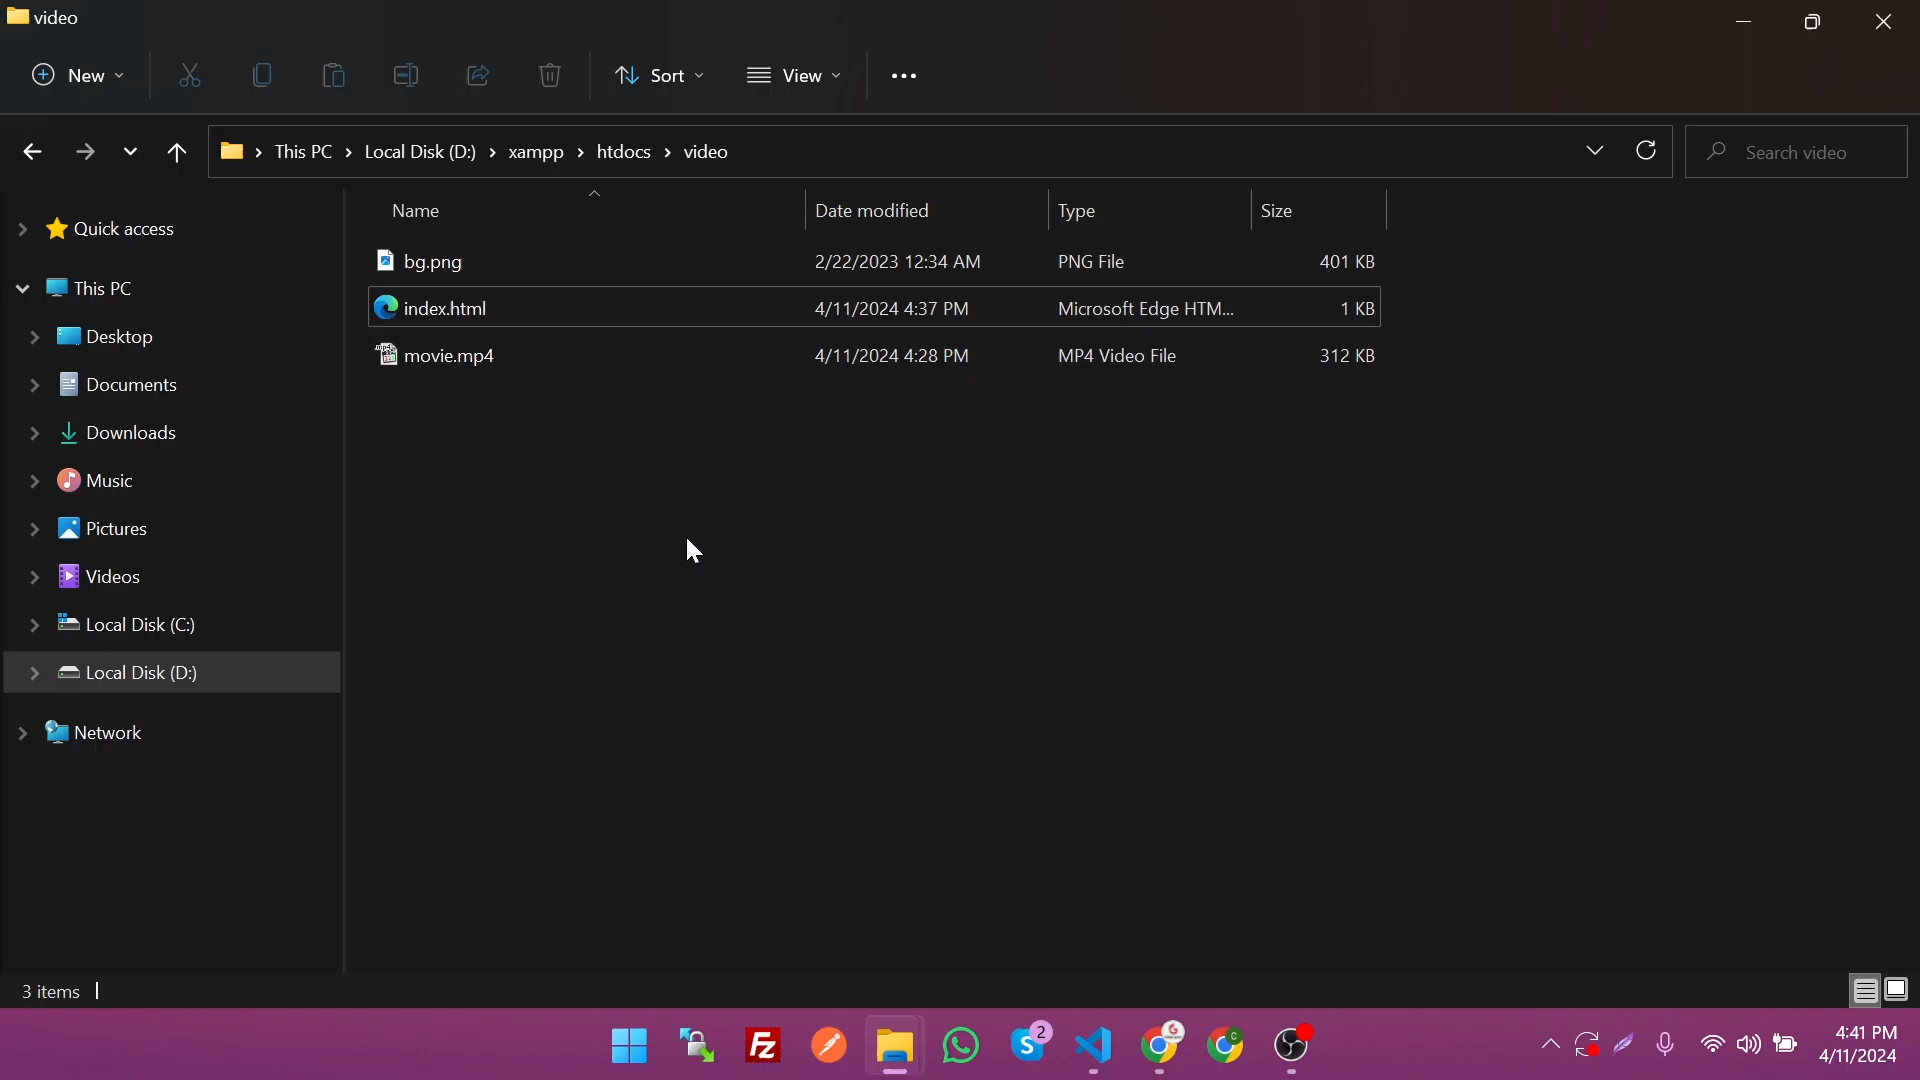 video
New
Sort
View
This PC > Local Disk (D:) > xampp > htdocs > video
Search video
Name Date modified Type Size
bg.png 2/22/2023 12:34 AM PNG File 401 KB
index.html 4/11/2024 4:37 PM Microsoft Edge HTM... 1 KB
movie.mp4 4/11/2024 4:28 PM MP4 Video File 312 KB
Quick access
This PC
Desktop
Documents
Downloads
Music
Pictures
Videos
Local Disk (C:)
Local Disk (D:)
Network
3 items
Fz
2
4:41 PM
4/11/2024